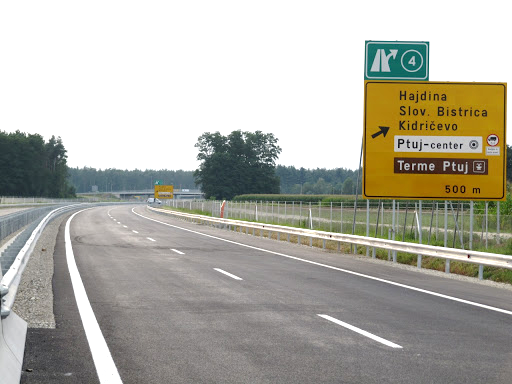 4
Hajdina
Slov. Bistrica
Kidričevo
Ptuj-center
Terme Ptuj
500 m